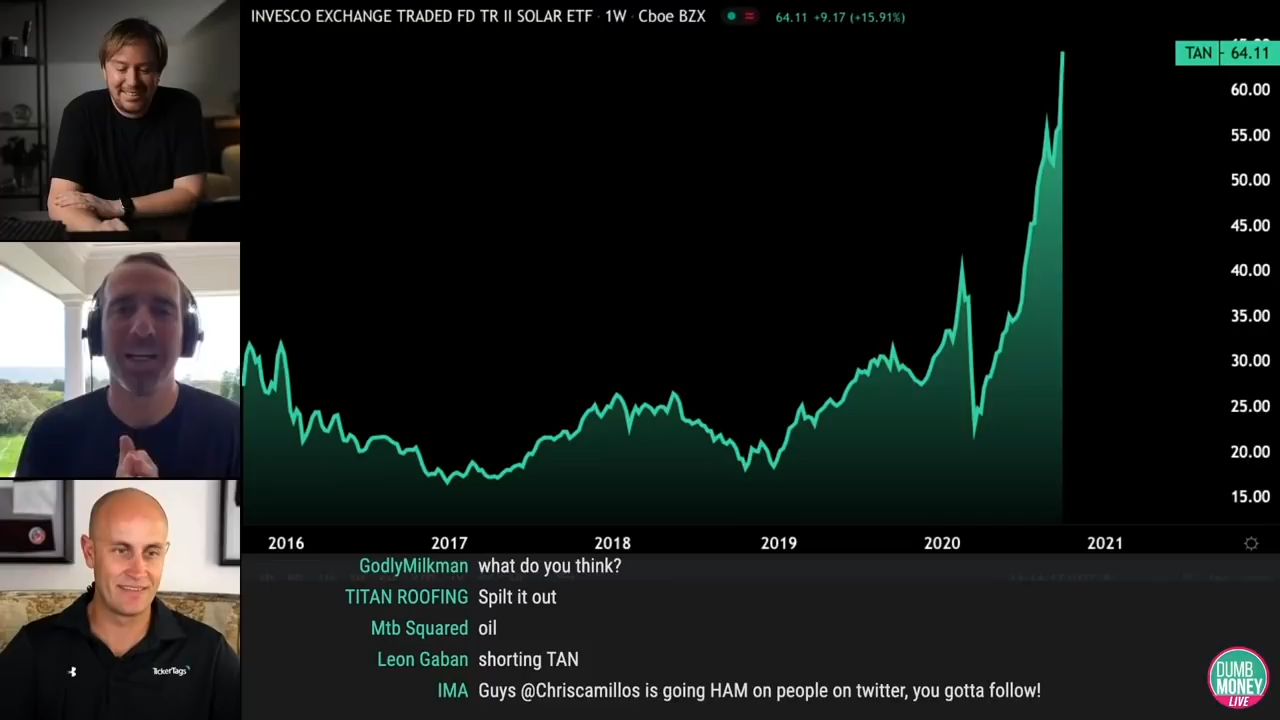 INVESCO EXCHANGE TRADED FD TR II SOLAR ETF · 1W · Cboe BZX 64.11 +9.17 (+15.91%)
TAN 64.11
60.00
55.00
50.00
45.00
40.00
35.00
30.00
25.00
20.00
15.00
2016 2017 2018 2019 2020 2021
GodlyMilkman what do you think?
TITAN ROOFING Spilt it out
Mtb Squared oil
Leon Gaban shorting TAN
IMA Guys @Chriscamillos is going HAM on people on twitter, you gotta follow!
TickerTags
DUMB
MONEY
LIVE